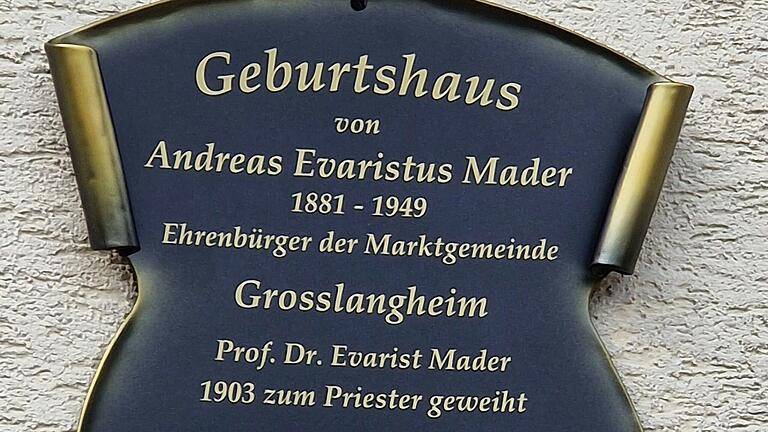 Geburtshaus
von
Andreas Evaristus Mader
1881 - 1949
Ehrenbürger der Marktgemeinde
Grosslangheim
Prof. Dr. Evarist Mader
1903 zum Priester geweiht